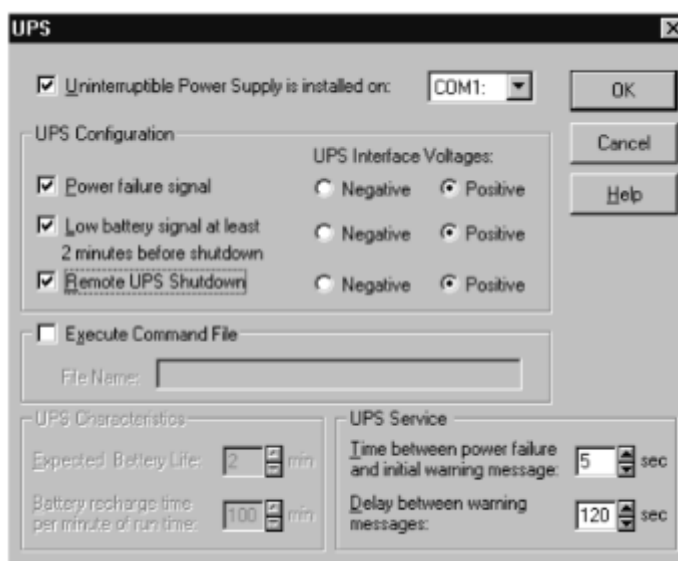 UPS
Uninterruptible Power Supply is installed on: COM1:
OK
UPS Configuration
Cancel
UPS Interface Voltages:
Power failure signal Negative Positive
Help
Low battery signal at least
2 minutes before shutdown Negative Positive
Remote UPS Shutdown Negative Positive
Execute Command File
File Name:
UPS Characteristics
Expected Battery Life: 2 min
Battery recharge time
per minute of run time: 100 min
UPS Service
Time between power failure
and initial warning message: 5 sec
Delay between warning
messages: 120 sec